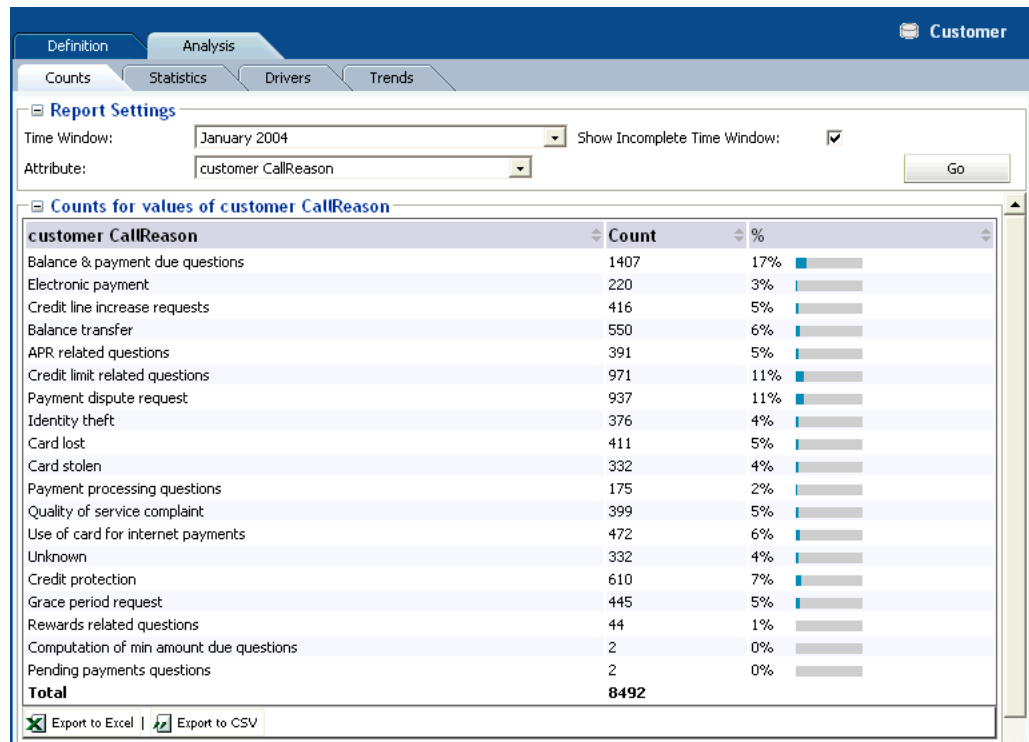 Customer
Definition Analysis
Counts Statistics Drivers Trends
Report Settings
Time Window: January 2004 Show Incomplete Time Window:
Attribute: customer CallReason Go
Counts for values of customer CallReason
customer CallReason Count %
Balance & payment due questions 1407 17%
Electronic payment 220 3%
Credit line increase requests 416 5%
Balance transfer 550 6%
APR related questions 391 5%
Credit limit related questions 971 11%
Payment dispute request 937 11%
Identity theft 376 4%
Card lost 411 5%
Card stolen 332 4%
Payment processing questions 175 2%
Quality of service complaint 399 5%
Use of card for internet payments 472 6%
Unknown 332 4%
Credit protection 610 7%
Grace period request 445 5%
Rewards related questions 44 1%
Computation of min amount due questions 2 0%
Pending payments questions 2 0%
Total 8492
Export to Excel | Export to CSV